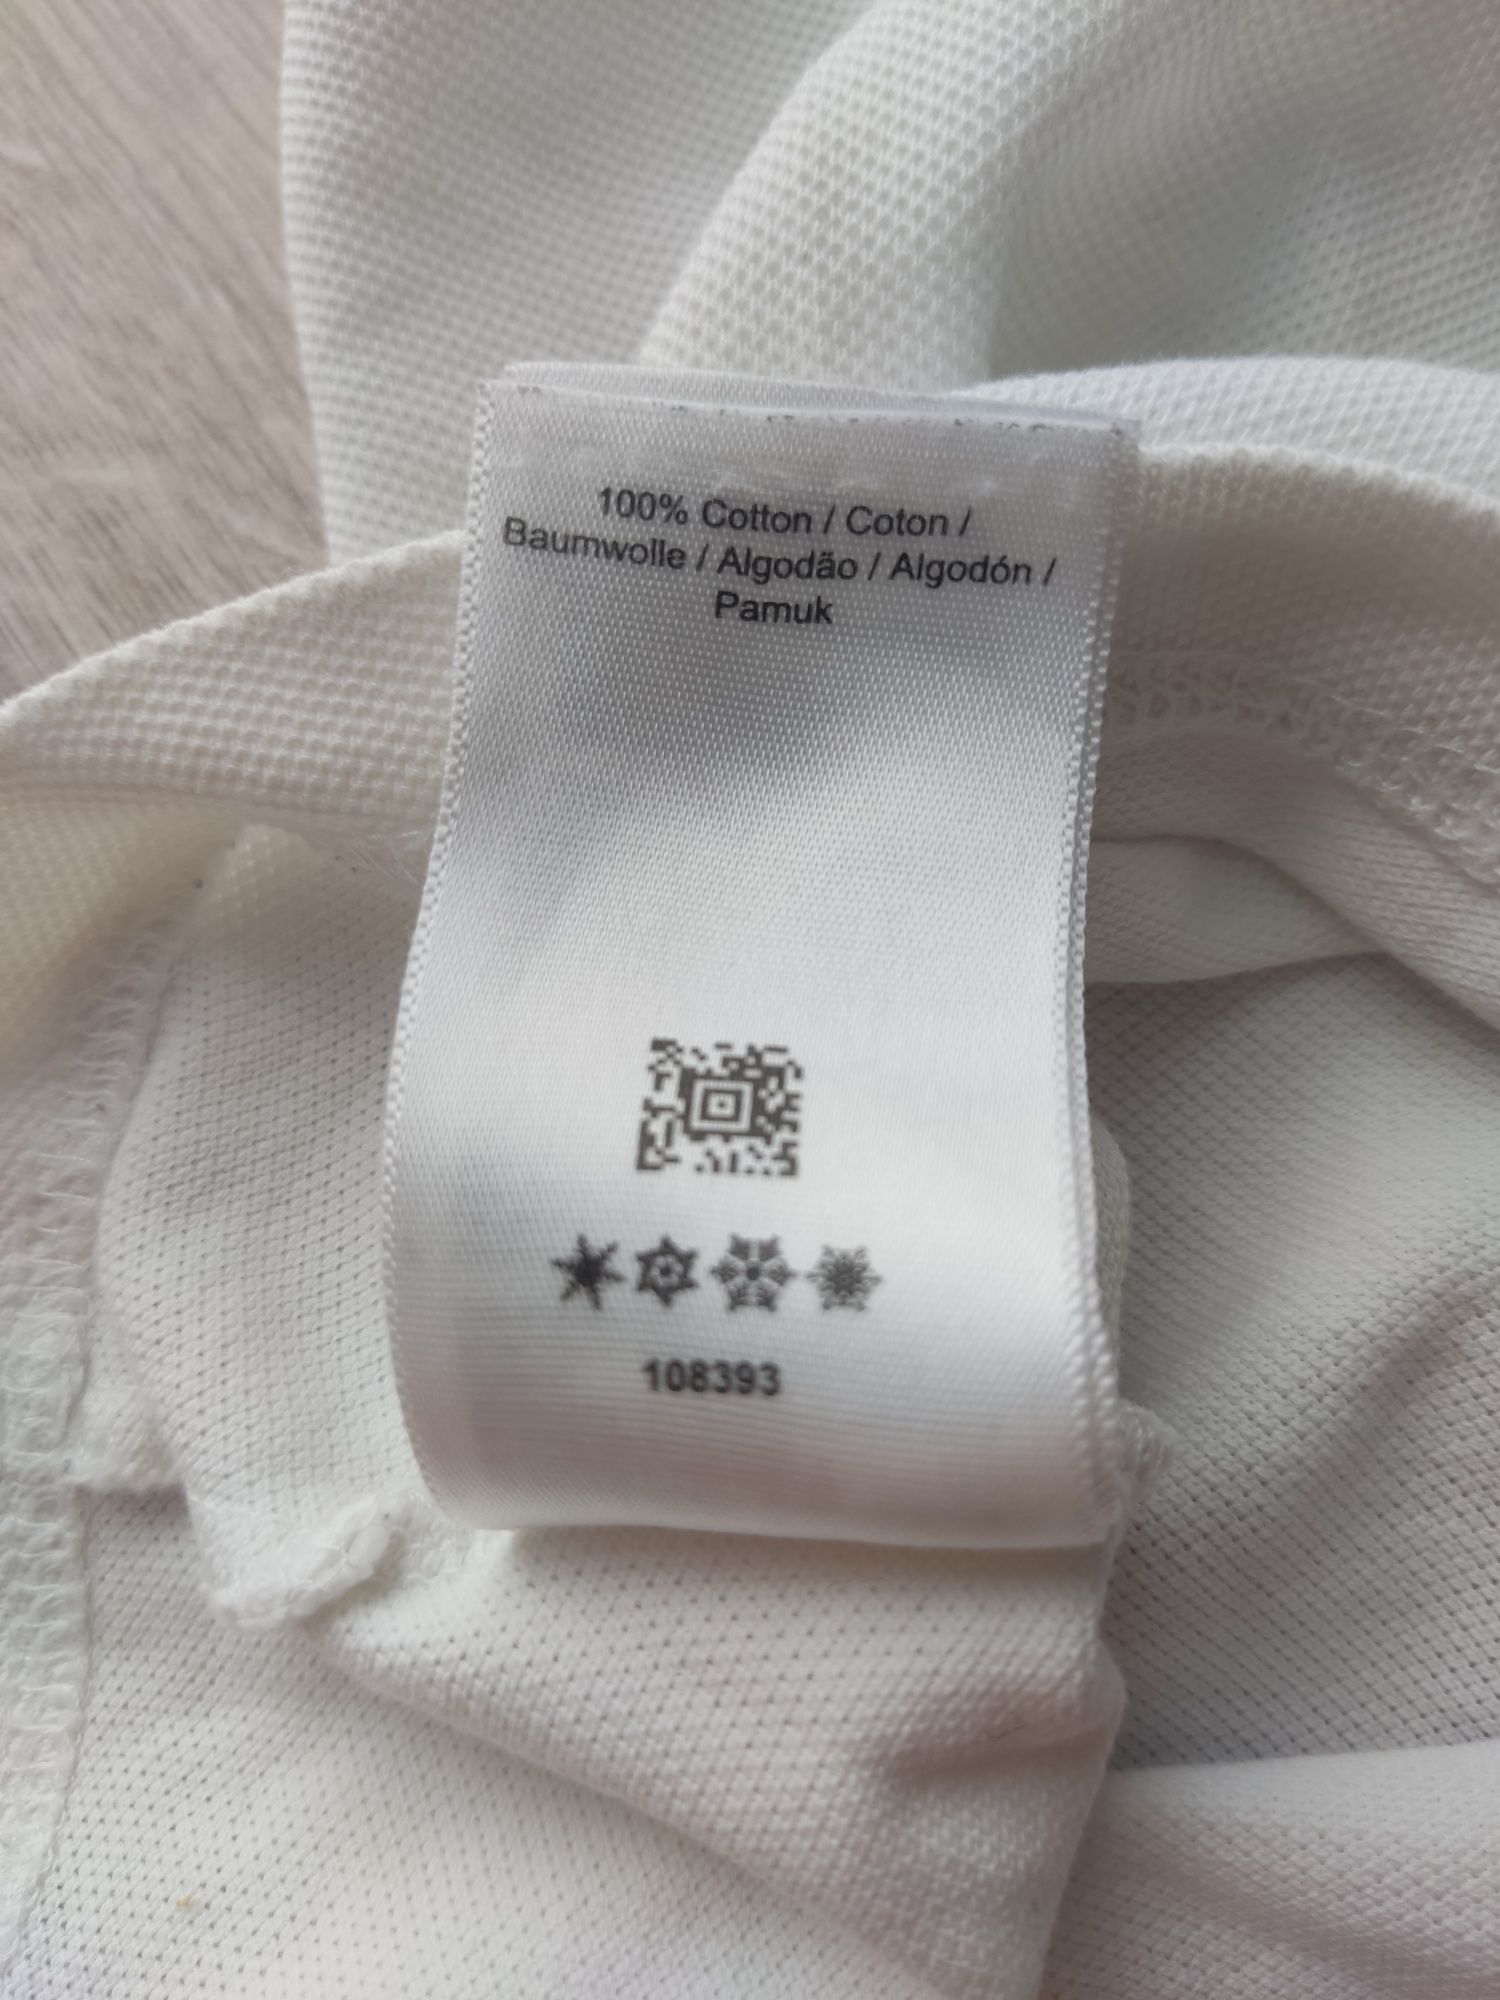 100% Cotton / Coton /
Baumwolle / Algodão / Algodón /
Pamuk
108393